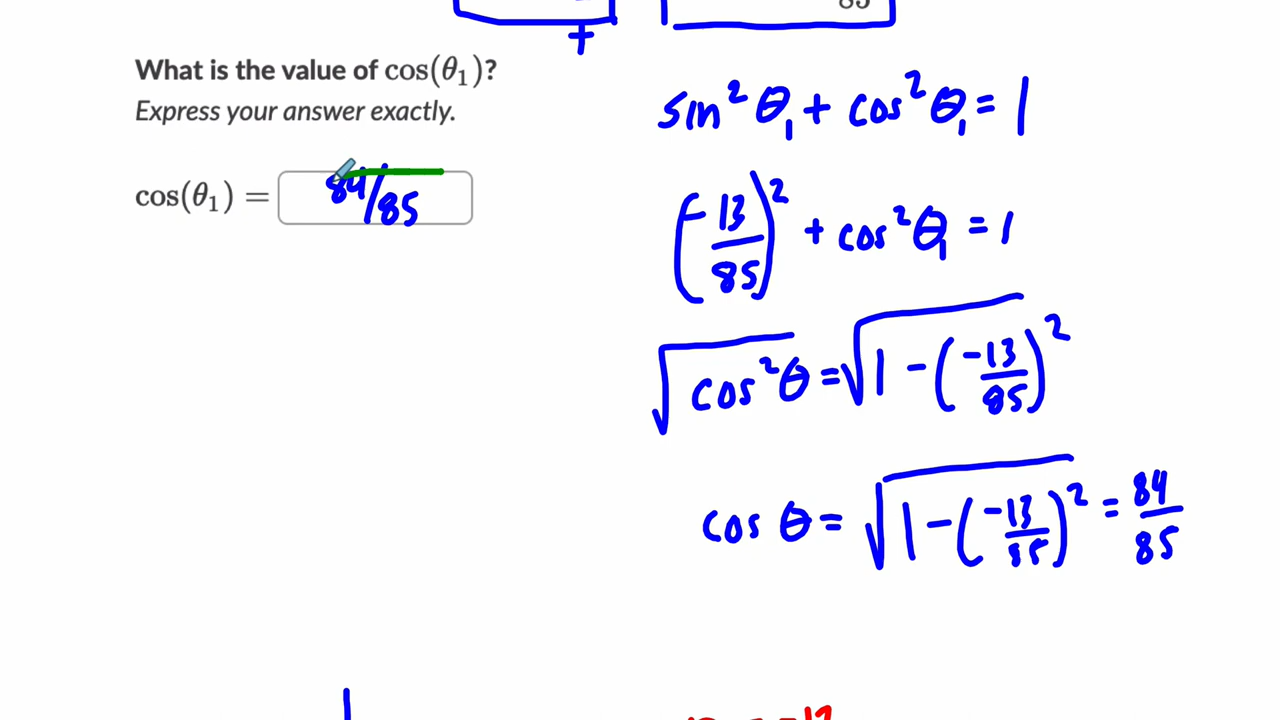 85
+
What is the value of cos(θ₁)?
Express your answer exactly.
cos(θ₁) = 84/85
sin²θ₁ + cos²θ₁ = 1
(-13/85)² + cos²θ₁ = 1
√cos²θ = √1 - (-13/85)²
cos θ = √1 - (-13/85)² = 84/85